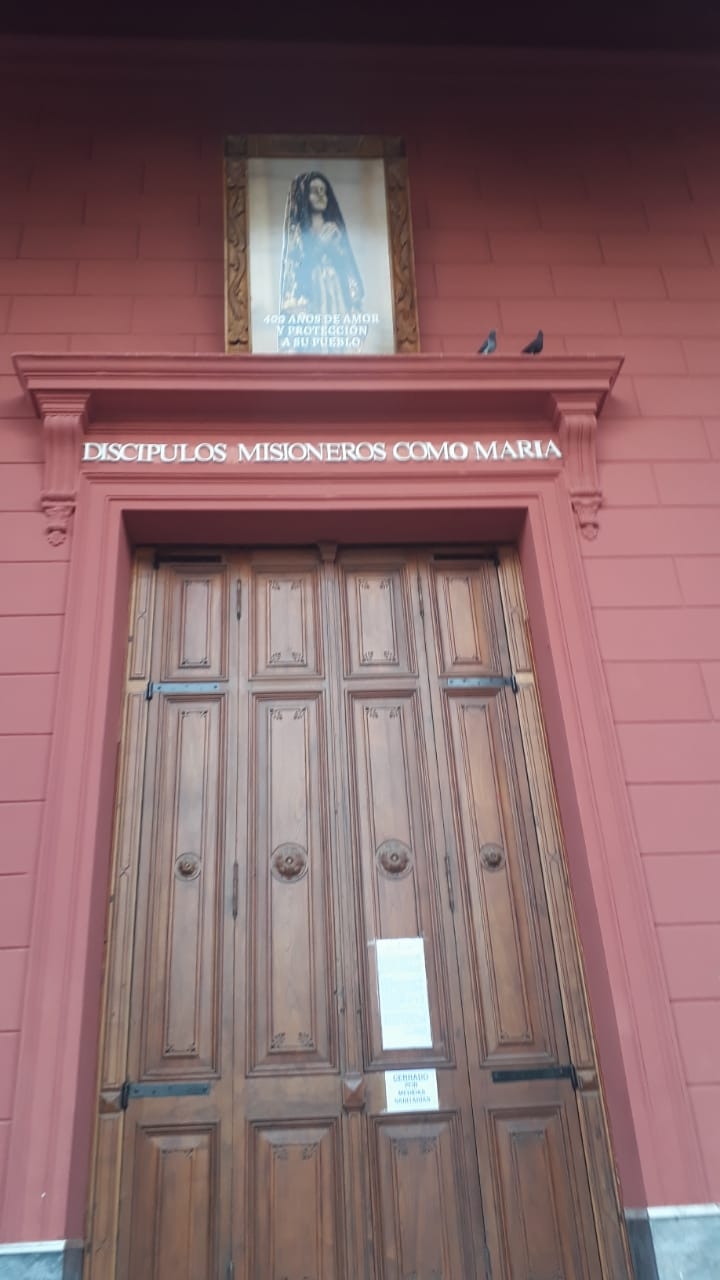 400 AÑOS DE AMOR
Y PROTECCIÓN
A SU PUEBLO
DISCIPULOS MISIONEROS COMO MARIA
CERRADO
POR
MEDIDAS
SANITARIAS